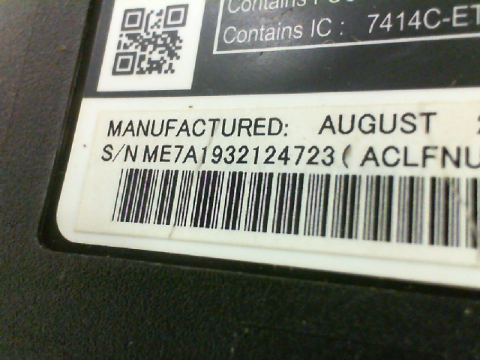 Contains IC : 7414C-ET
MANUFACTURED: AUGUST
S/N ME7A1932124723( ACLFNU